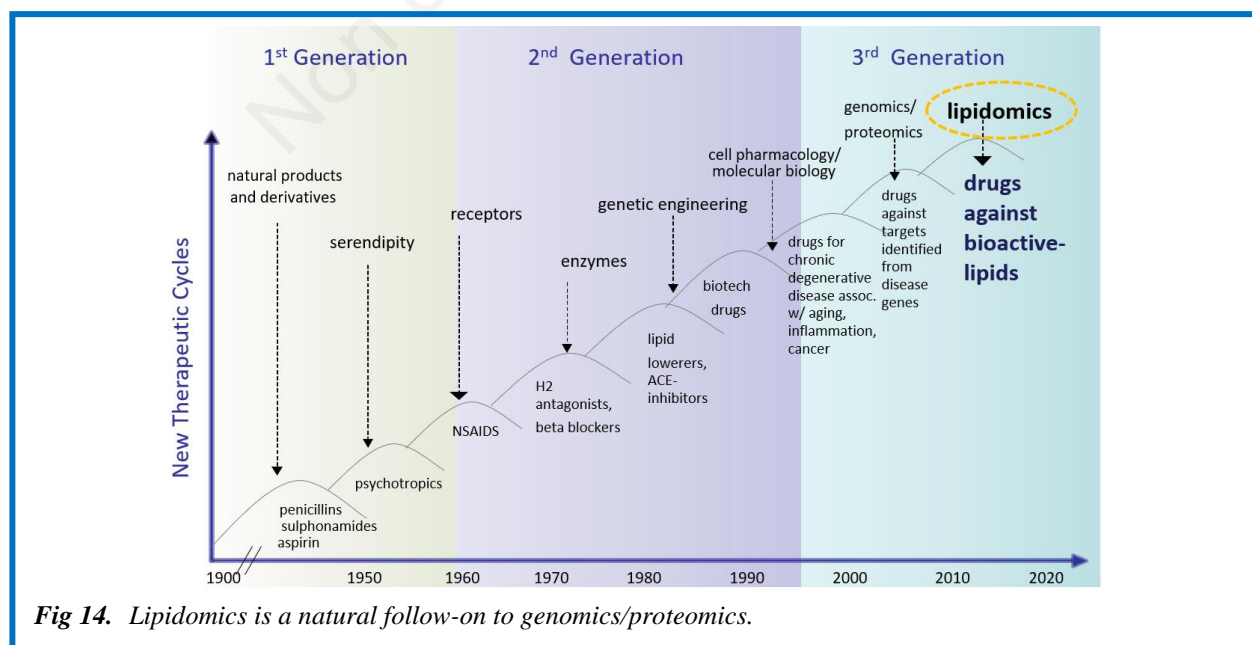 Non
1st Generation
2nd Generation
3rd Generation
New Therapeutic Cycles
natural products
and derivatives
serendipity
receptors
enzymes
genetic engineering
cell pharmacology/
molecular biology
genomics/
proteomics
lipidomics
penicillins
sulphonamides
aspirin
psychotropics
NSAIDS
H2
antagonists,
beta blockers
lipid
lowerers,
ACE-
inhibitors
biotech
drugs
drugs for
chronic
degenerative
disease assoc.
w/ aging,
inflammation,
cancer
drugs
against
targets
identified
from
disease
genes
drugs
against
bioactive-
lipids
1900
1950
1960
1970
1980
1990
2000
2010
2020
Fig 14. Lipidomics is a natural follow-on to genomics/proteomics.